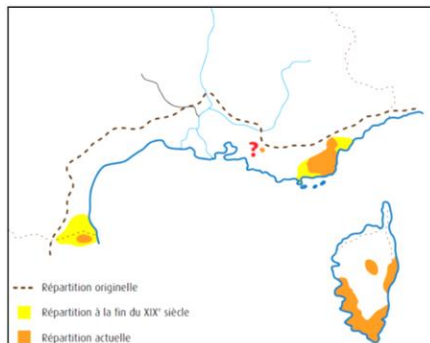 ?
Répartition originelle
Répartition à la fin du XIXᵉ siècle
Répartition actuelle